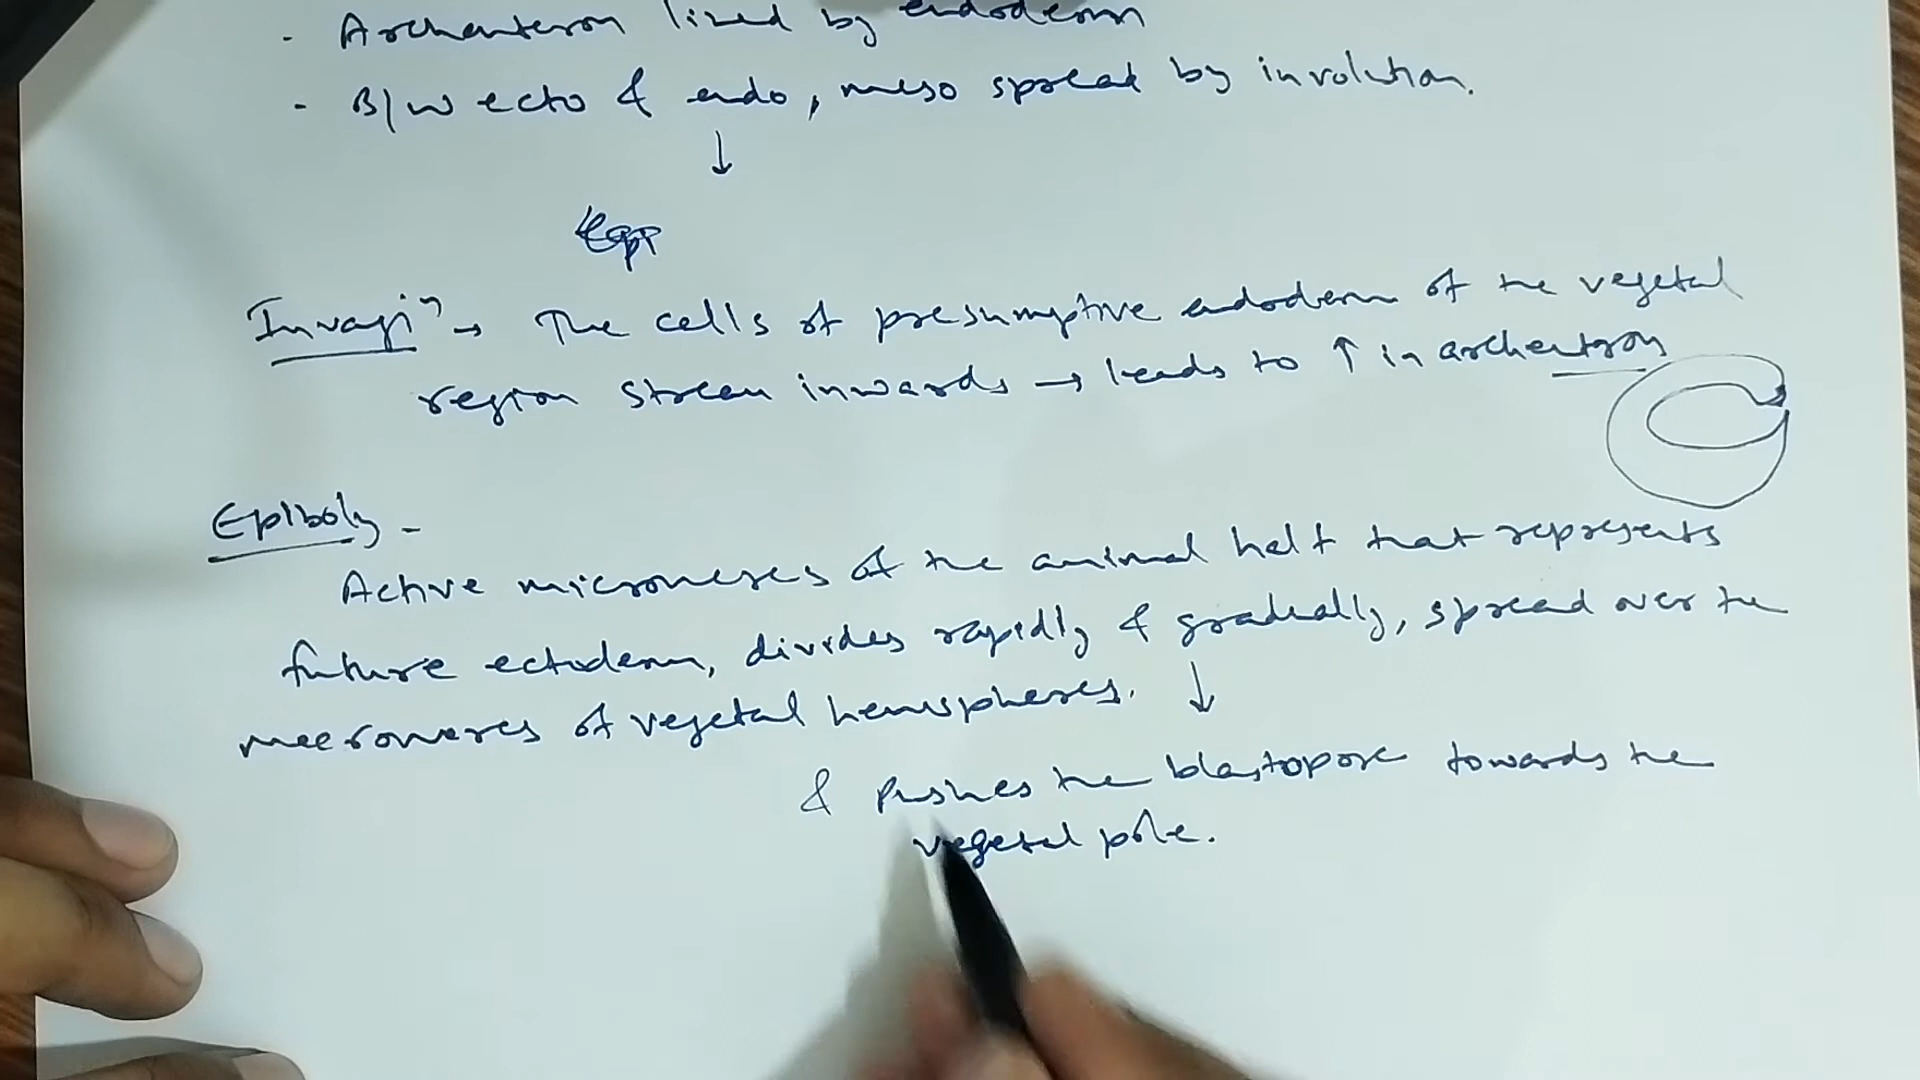 - Archenteron lined by endoderm
- B/w ecto & endo, meso spread by involution.
↓
Invagiⁿ → The cells of presumptive endoderm of the vegetal
region stream inwards → leads to ↑ in archentron
Epiboly -
Active micromeres of the animal half that represents
future ectoderm, divides rapidly & gradually, spread over the
macromeres of vegetal hemispheres. ↓
& pushes the blastopore towards the
vegetal pole.